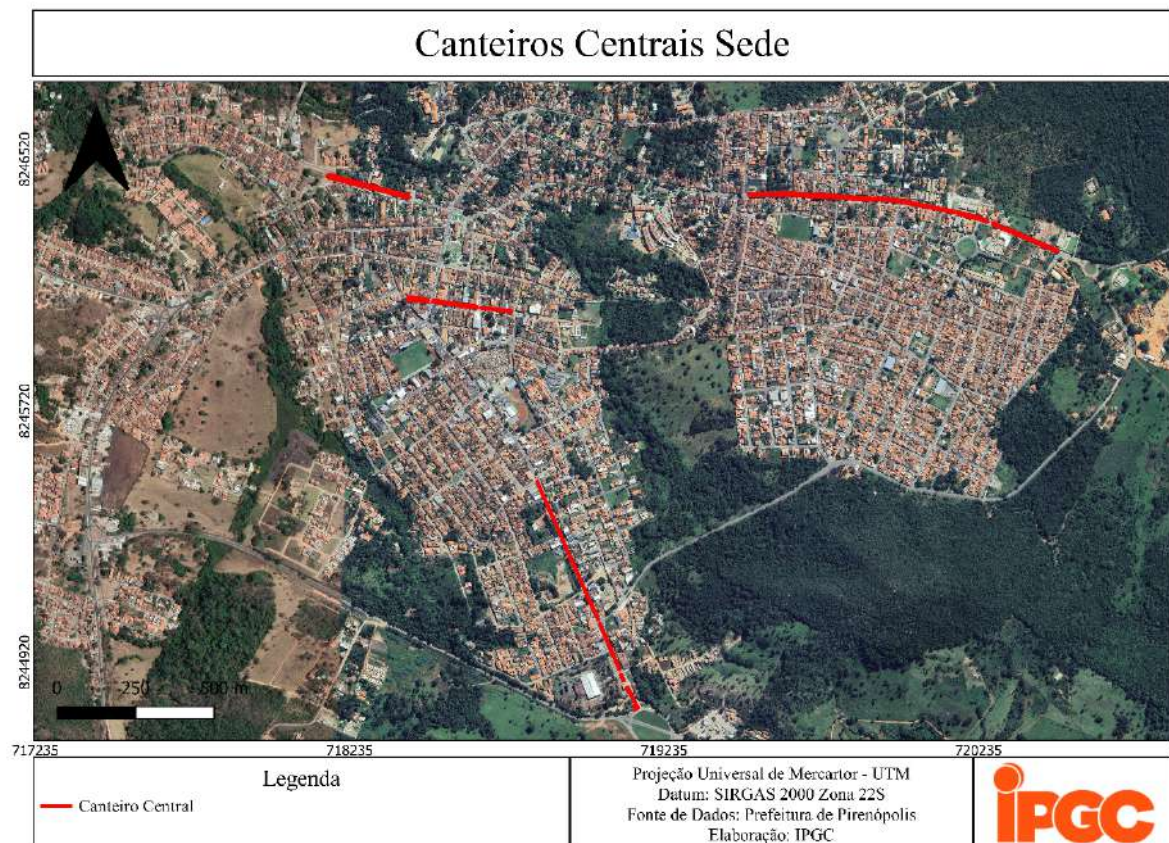 Canteiros Centrais Sede
8246520
8245720
8244920
0 250 500 m
717235 718235 719235 720235
Legenda
Canteiro Central
Projeção Universal de Mercartor - UTM
Datum: SIRGAS 2000 Zona 22S
Fonte de Dados: Prefeitura de Pirenópolis
Elaboração: IPGC
iPGC